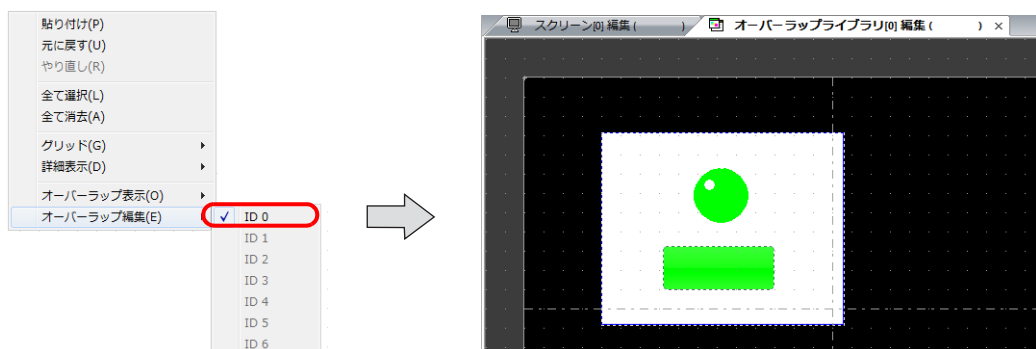 貼り付け(P)
元に戻す(U)
やり直し(R)
全て選択(L)
全て消去(A)
グリッド(G)
詳細表示(D)
オーバーラップ表示(O)
オーバーラップ編集(E)
✓ ID 0
ID 1
ID 2
ID 3
ID 4
ID 5
ID 6
スクリーン[0] 編集 ( )
オーバーラップライブラリ[0] 編集 ( ) ×